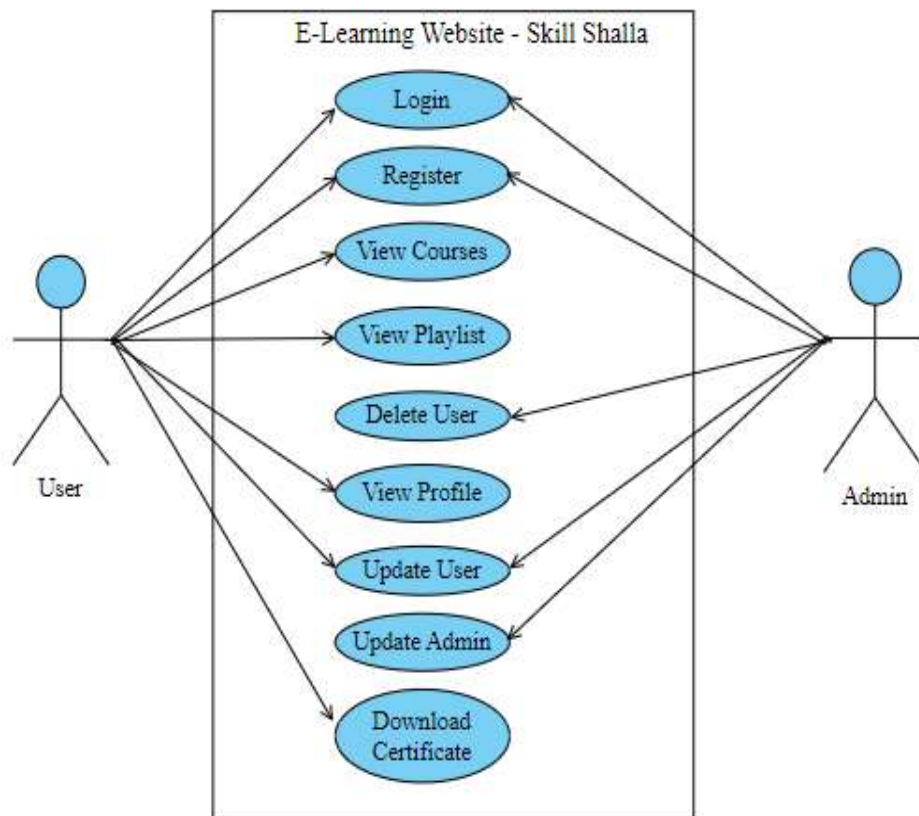 E-Learning Website - Skill Shalla
Login
Register
View Courses
View Playlist
Delete User
User
View Profile
Admin
Update User
Update Admin
Download
Certificate